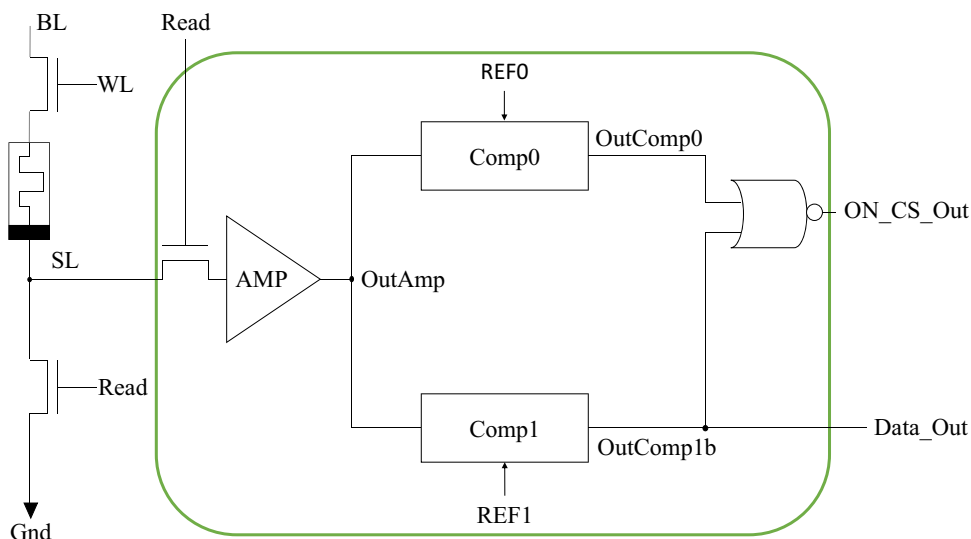 BL
Read
WL
REF0
Comp0
OutComp0
ON_CS_Out
SL
AMP
OutAmp
Read
Comp1
OutComp1b
Data_Out
REF1
Gnd